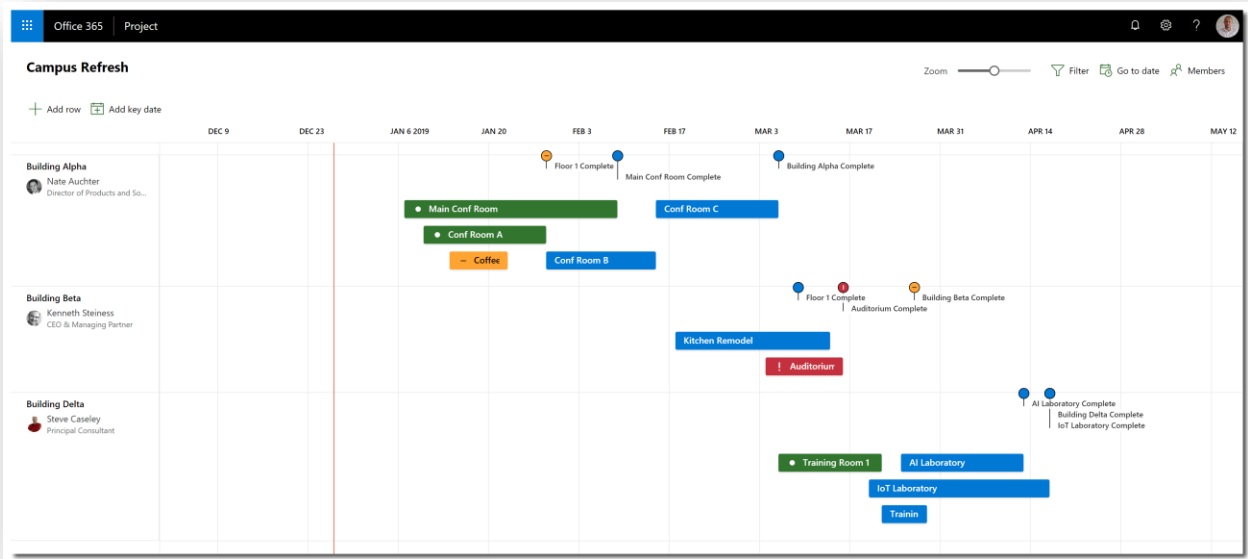 Office 365 Project
Campus Refresh
Zoom Filter Go to date Members
Add row Add key date
DEC 9 DEC 23 JAN 6 2019 JAN 20 FEB 3 FEB 17 MAR 3 MAR 17 MAR 31 APR 14 APR 28 MAY 12
Building Alpha
Nate Auchter
Director of Products and So...
Floor 1 Complete
Main Conf Room Complete
Building Alpha Complete
Main Conf Room
Conf Room C
Conf Room A
Coffee
Conf Room B
Building Beta
Kenneth Steiness
CEO & Managing Partner
Floor 1 Complete
Auditorium Complete
Building Beta Complete
Kitchen Remodel
! Auditorium
Building Delta
Steve Caseley
Principal Consultant
AI Laboratory Complete
Building Delta Complete
IoT Laboratory Complete
Training Room 1
AI Laboratory
IoT Laboratory
Trainin